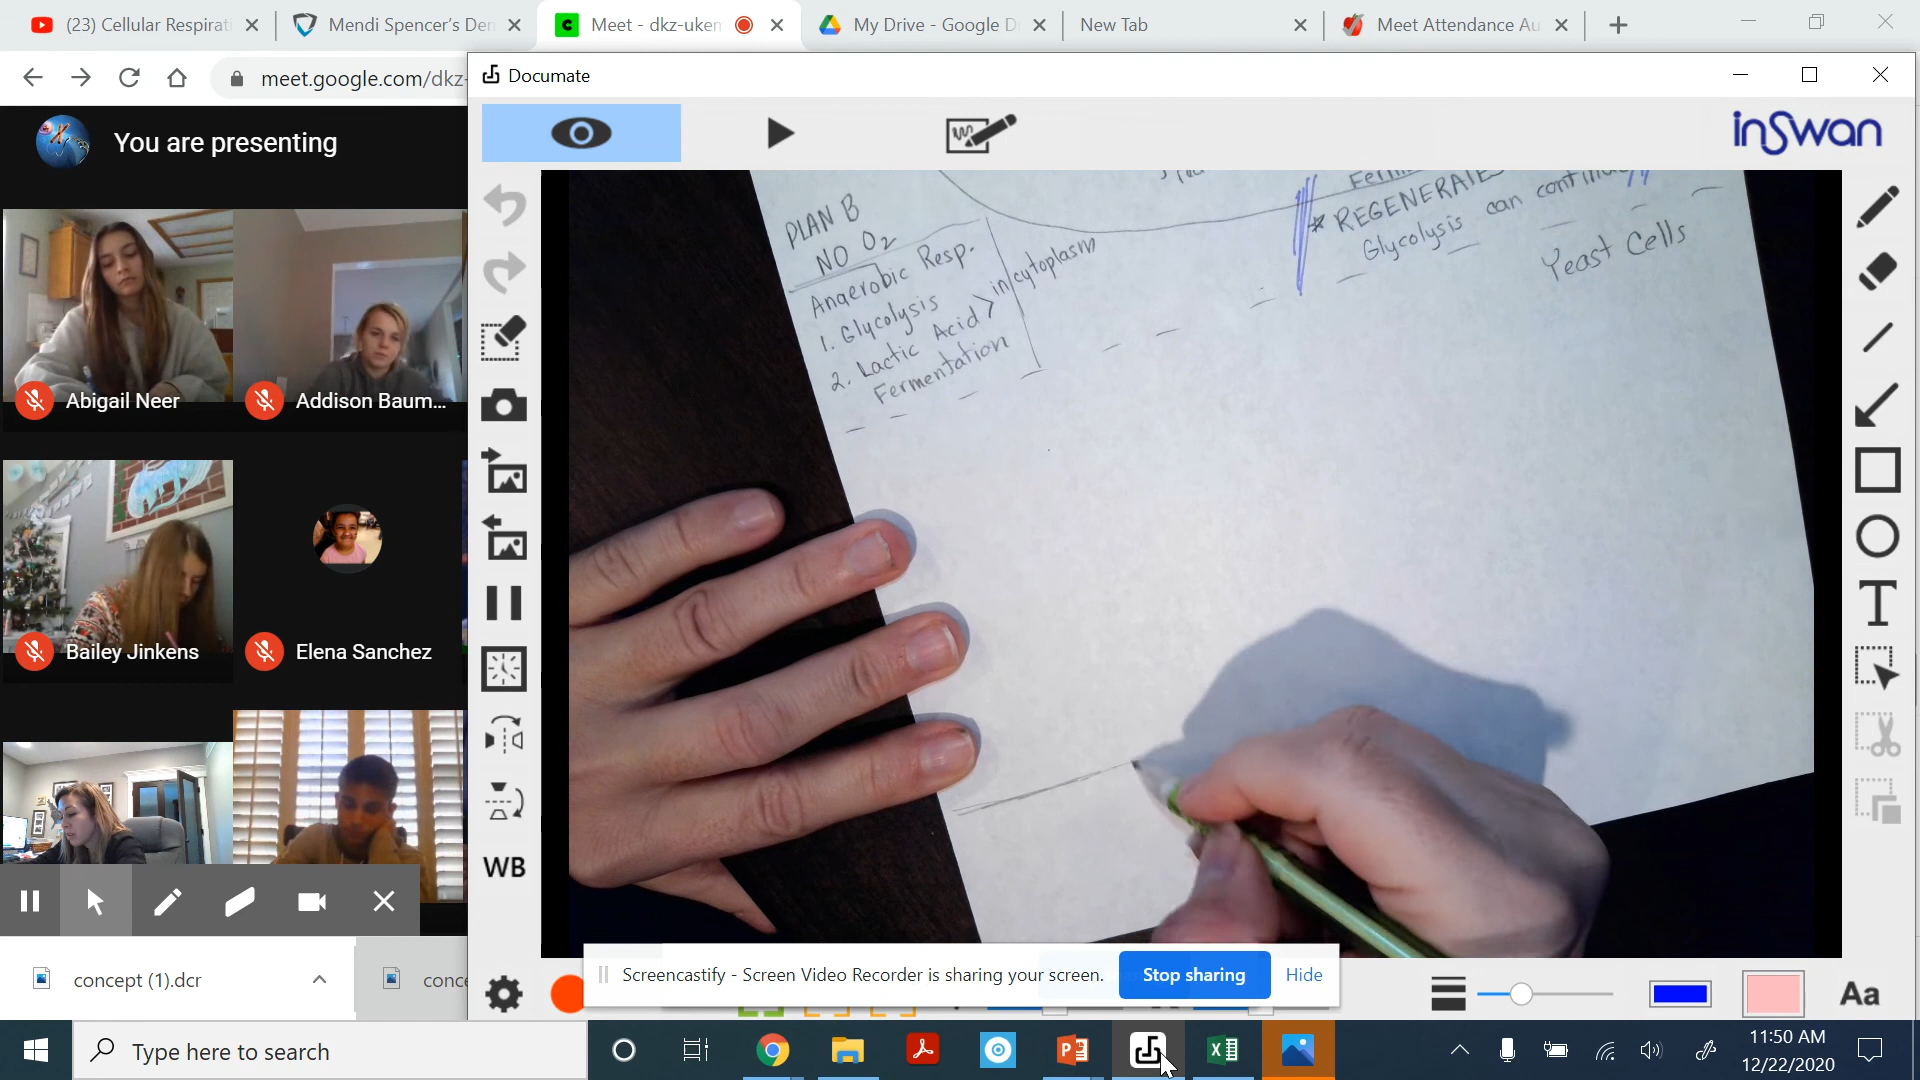 (23) Cellular Respirati
Mendi Spencer's Den
Meet - dkz-uken
My Drive - Google D
New Tab
Meet Attendance Au
meet.google.com/dkz-
Documate
You are presenting
inSwan
Abigail Neer
Addison Baum...
Bailey Jinkens
Elena Sanchez
PLAN B
NO O2
Anaerobic Resp.
1. Glycolysis
2. Lactic Acid > in cytoplasm
Fermentation
* REGENERATES
Glycolysis can continue
Yeast Cells
WB
T
concept (1).dcr
conce
Screencastify - Screen Video Recorder is sharing your screen.
Stop sharing
Hide
Aa
Type here to search
11:50 AM
12/22/2020